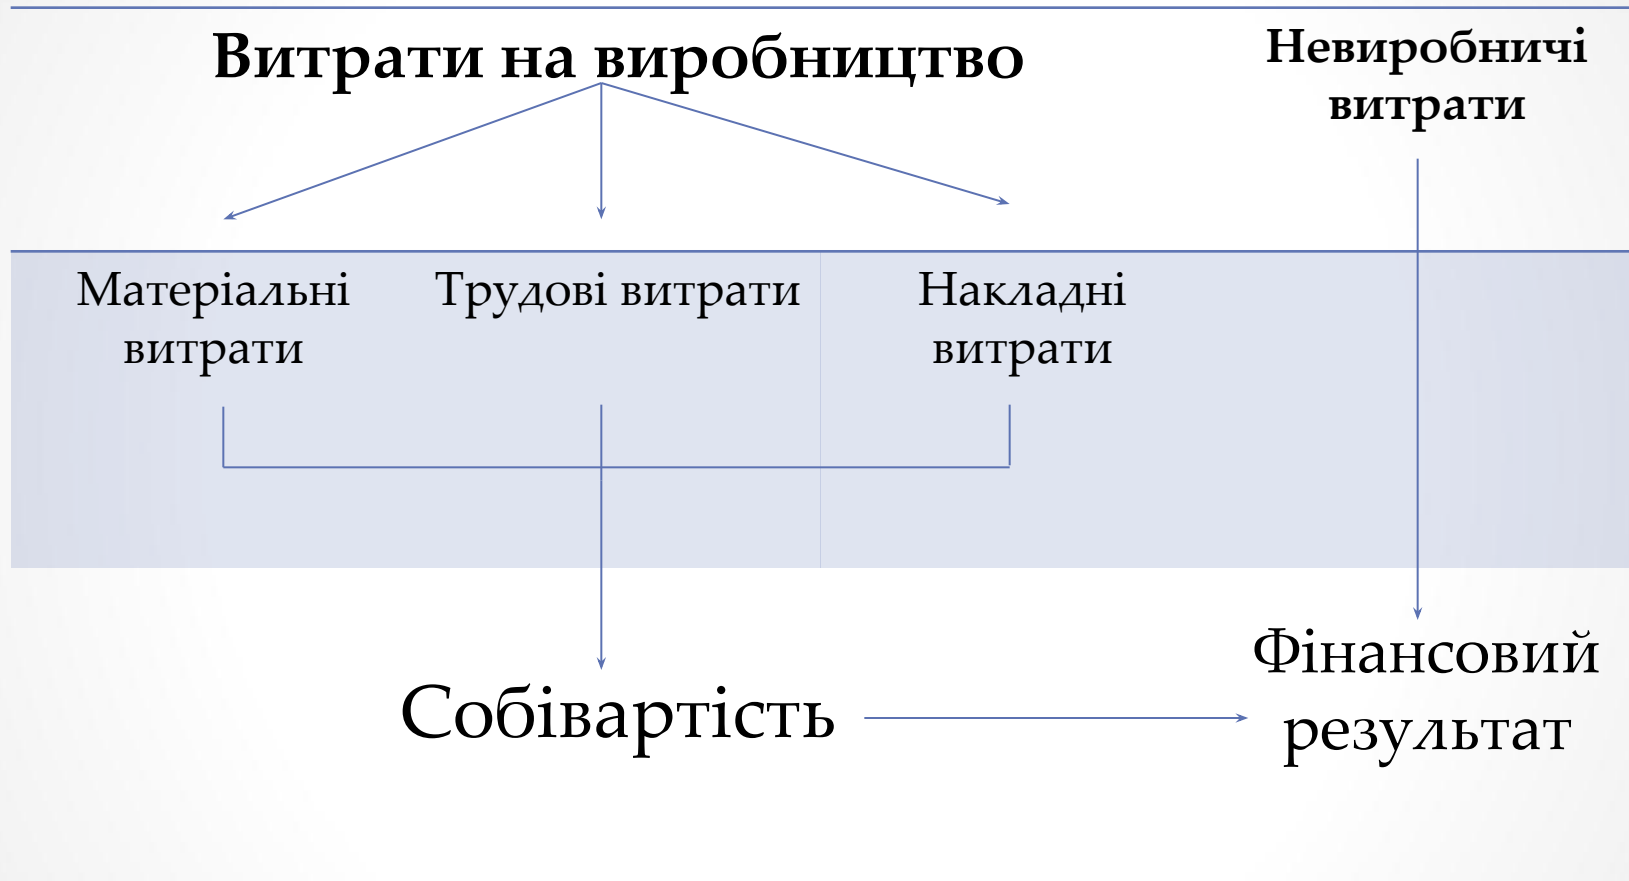 Витрати на виробництво
Невиробничі
витрати
Матеріальні
витрати
Трудові витрати
Накладні
витрати
Собівартість
Фінансовий
результат